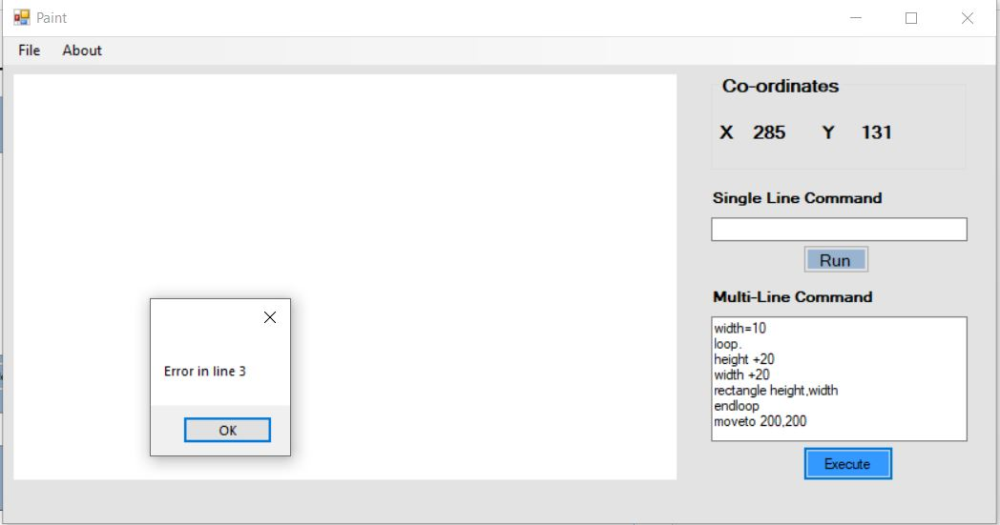 Paint
File About
Co-ordinates
X 285 Y 131
Single Line Command
Run
Multi-Line Command
width=10
loop.
height +20
width +20
rectangle height,width
endloop
moveto 200,200
Execute
Error in line 3
OK